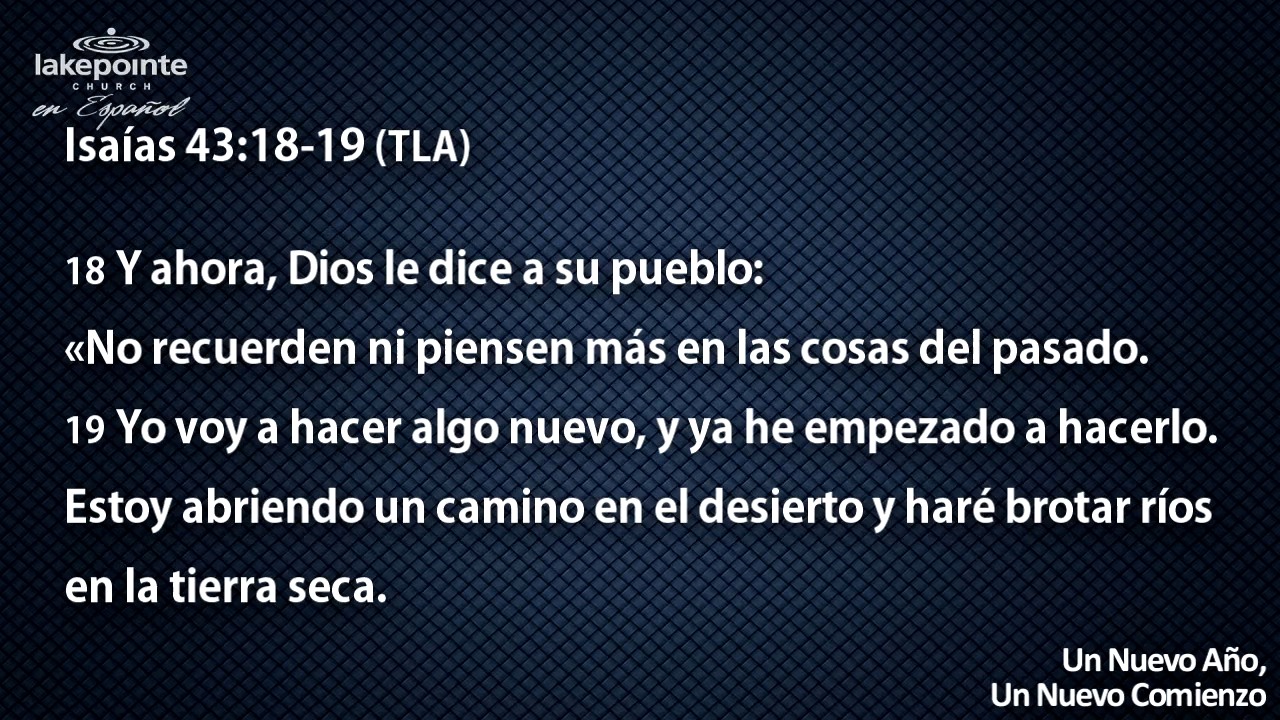 lakepointe
CHURCH
en Español
Isaías 43:18-19 (TLA)
18 Y ahora, Dios le dice a su pueblo:
«No recuerden ni piensen más en las cosas del pasado.
19 Yo voy a hacer algo nuevo, y ya he empezado a hacerlo.
Estoy abriendo un camino en el desierto y haré brotar ríos
en la tierra seca.
Un Nuevo Año,
Un Nuevo Comienzo